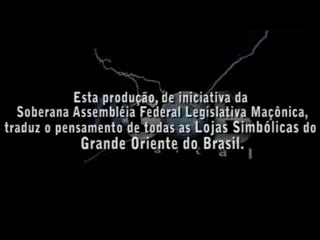 Esta produção, de iniciativa da
Soberana Assembléia Federal Legislativa Maçônica,
traduz o pensamento de todas as Lojas Simbólicas do
Grande Oriente do Brasil.